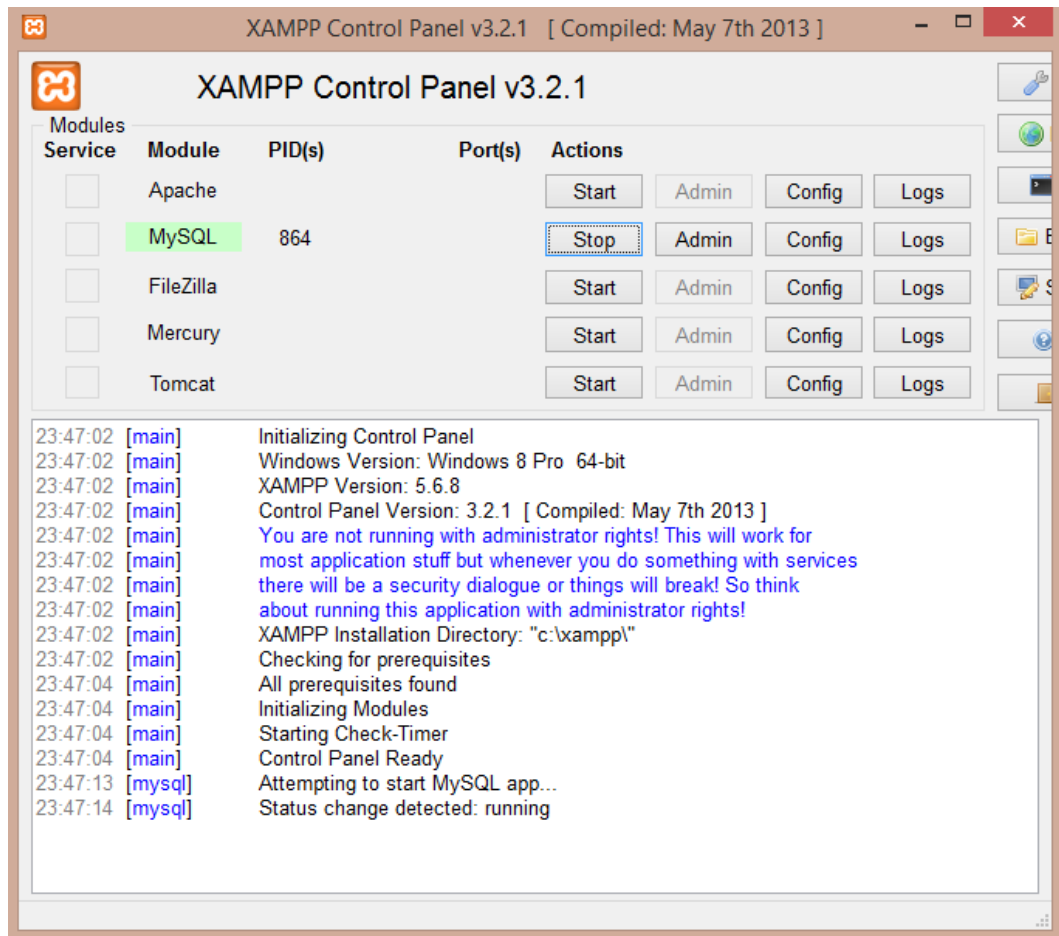 XAMPP Control Panel v3.2.1 [ Compiled: May 7th 2013 ]
XAMPP Control Panel v3.2.1
Modules
Service Module PID(s) Port(s) Actions
Apache Start Admin Config Logs
MySQL 864 Stop Admin Config Logs
FileZilla Start Admin Config Logs
Mercury Start Admin Config Logs
Tomcat Start Admin Config Logs
23:47:02 [main] Initializing Control Panel
23:47:02 [main] Windows Version: Windows 8 Pro 64-bit
23:47:02 [main] XAMPP Version: 5.6.8
23:47:02 [main] Control Panel Version: 3.2.1 [ Compiled: May 7th 2013 ]
23:47:02 [main] You are not running with administrator rights! This will work for
23:47:02 [main] most application stuff but whenever you do something with services
23:47:02 [main] there will be a security dialogue or things will break! So think
23:47:02 [main] about running this application with administrator rights!
23:47:02 [main] XAMPP Installation Directory: "c:\xampp\"
23:47:02 [main] Checking for prerequisites
23:47:04 [main] All prerequisites found
23:47:04 [main] Initializing Modules
23:47:04 [main] Starting Check-Timer
23:47:04 [main] Control Panel Ready
23:47:13 [mysql] Attempting to start MySQL app...
23:47:14 [mysql] Status change detected: running